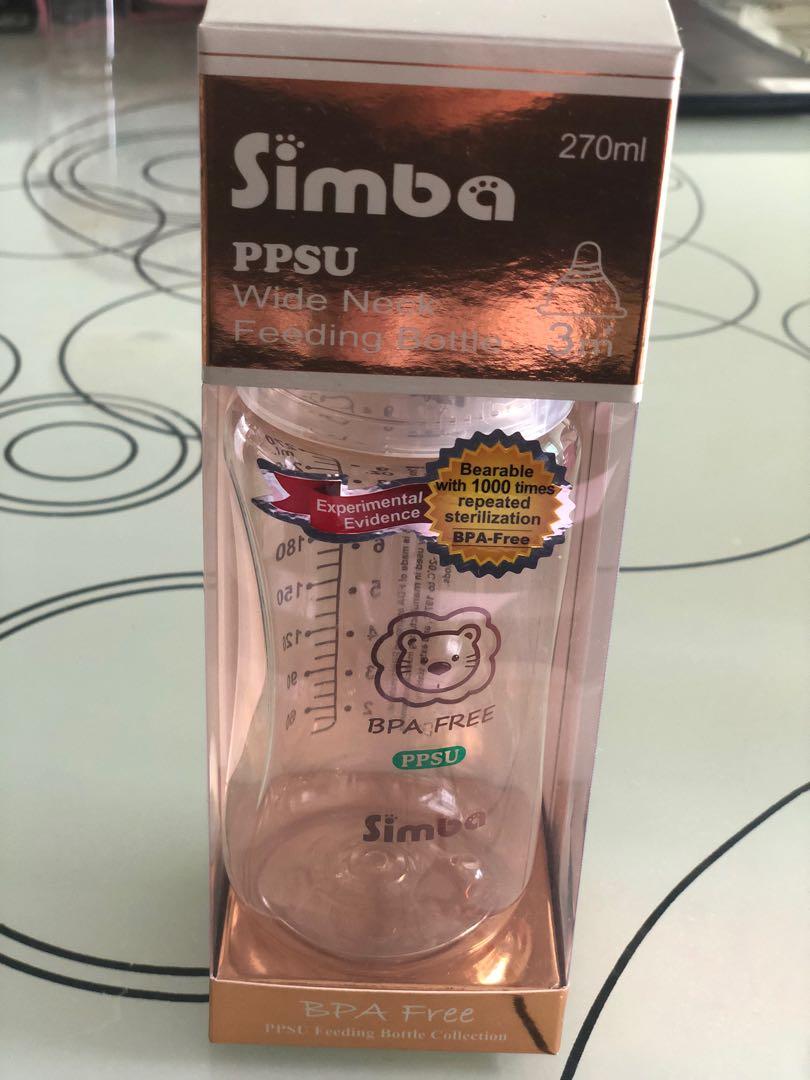 Simba
270ml
PPSU
Wide Neck
Feeding Bottle
3m+
270
mL
Experimental
Evidence
Bearable
with 1000 times
repeated
sterilization
BPA-Free
180
6
150
5
120
4
90
3
60
2
BPA FREE
PPSU
Simba
BPA Free
PPSU Feeding Bottle Collection